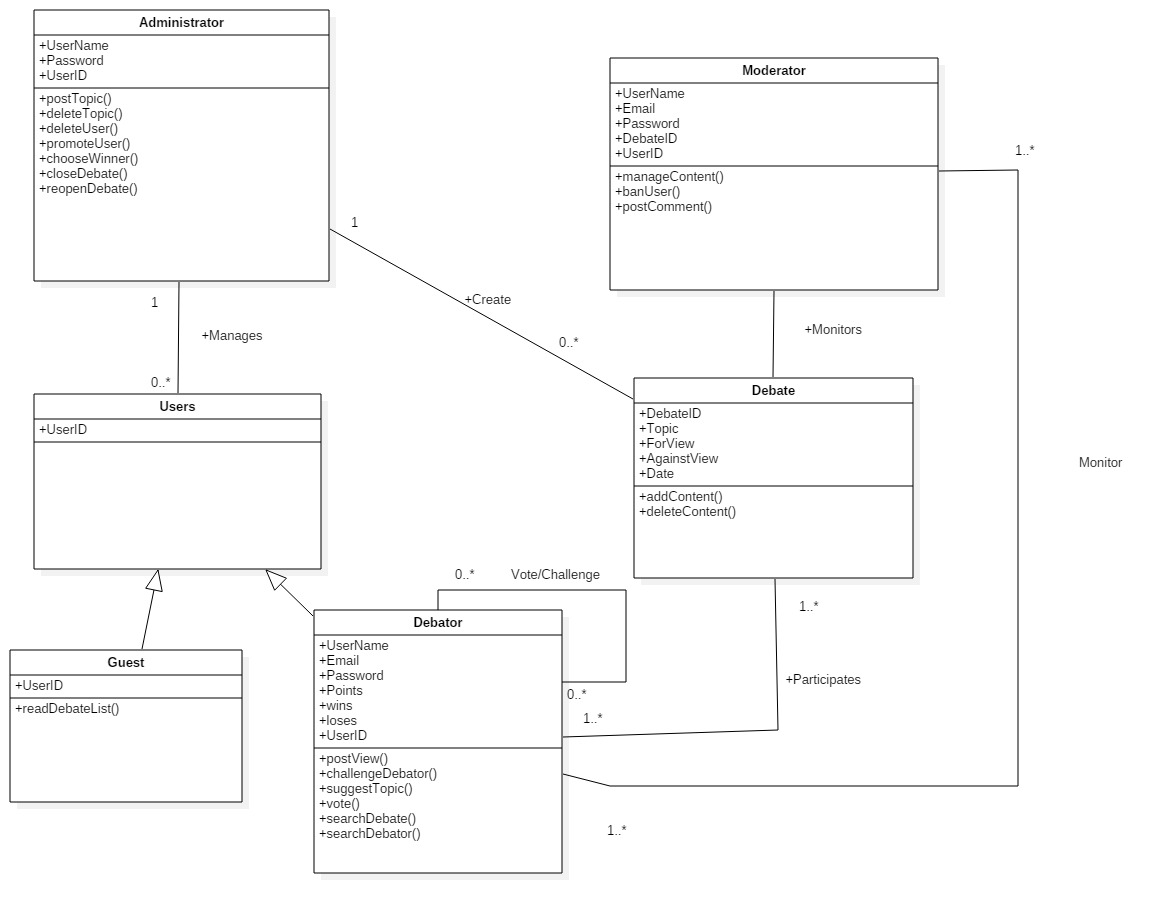 Administrator
+UserName
+Password
+UserID
+postTopic()
+deleteTopic()
+deleteUser()
+promoteUser()
+chooseWinner()
+closeDebate()
+reopenDebate()
Moderator
+UserName
+Email
+Password
+DebateID
+UserID
+manageContent()
+banUser()
+postComment()
1..*
1
+Create
0..*
1
+Manages
0..*
+Monitors
Users
+UserID
Debate
+DebateID
+Topic
+ForView
+AgainstView
+Date
+addContent()
+deleteContent()
Monitor
0..*
Vote/Challenge
0..*
1..*
+Participates
1..*
Guest
+UserID
+readDebateList()
Debator
+UserName
+Email
+Password
+Points
+wins
+loses
+UserID
+postView()
+challengeDebator()
+suggestTopic()
+vote()
+searchDebate()
+searchDebator()
1..*